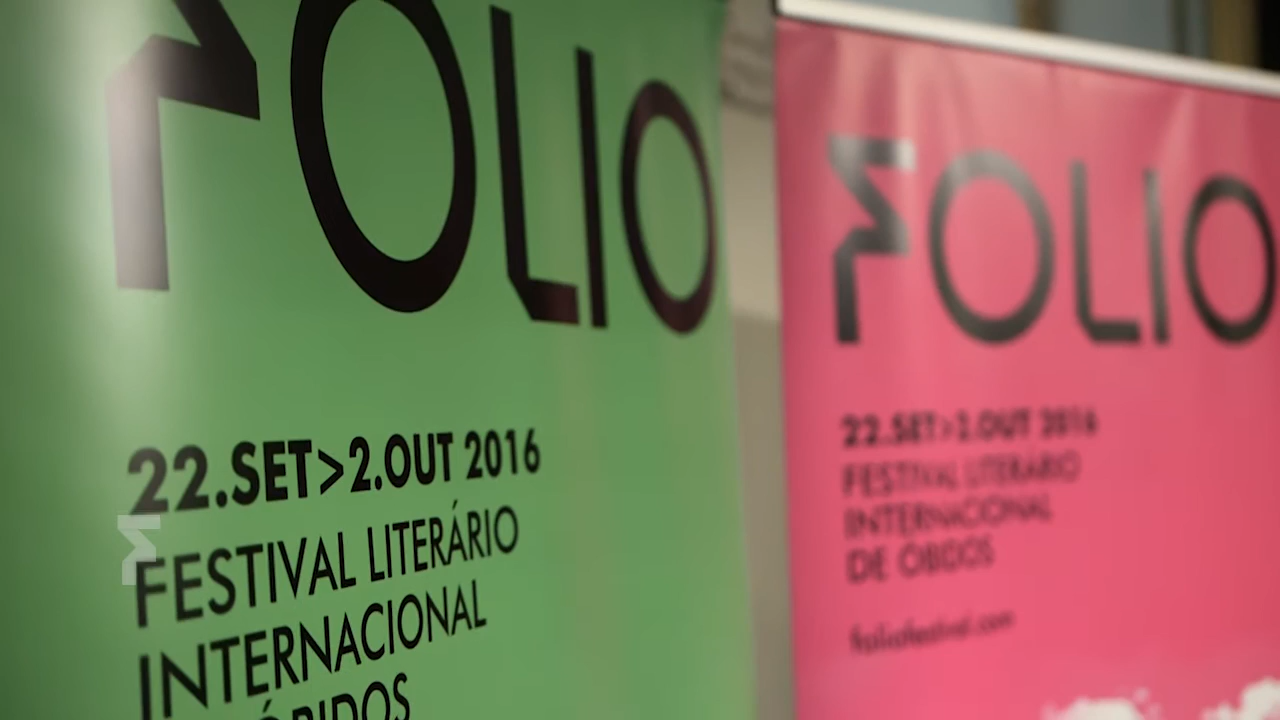 FOLIO
22.SET>2.OUT 2016
FESTIVAL LITERÁRIO
INTERNACIONAL
ÓBIDOS
FOLIO
22.SET>2.OUT 2016
FESTIVAL LITERÁRIO
INTERNACIONAL
DE ÓBIDOS
foliofestival.com